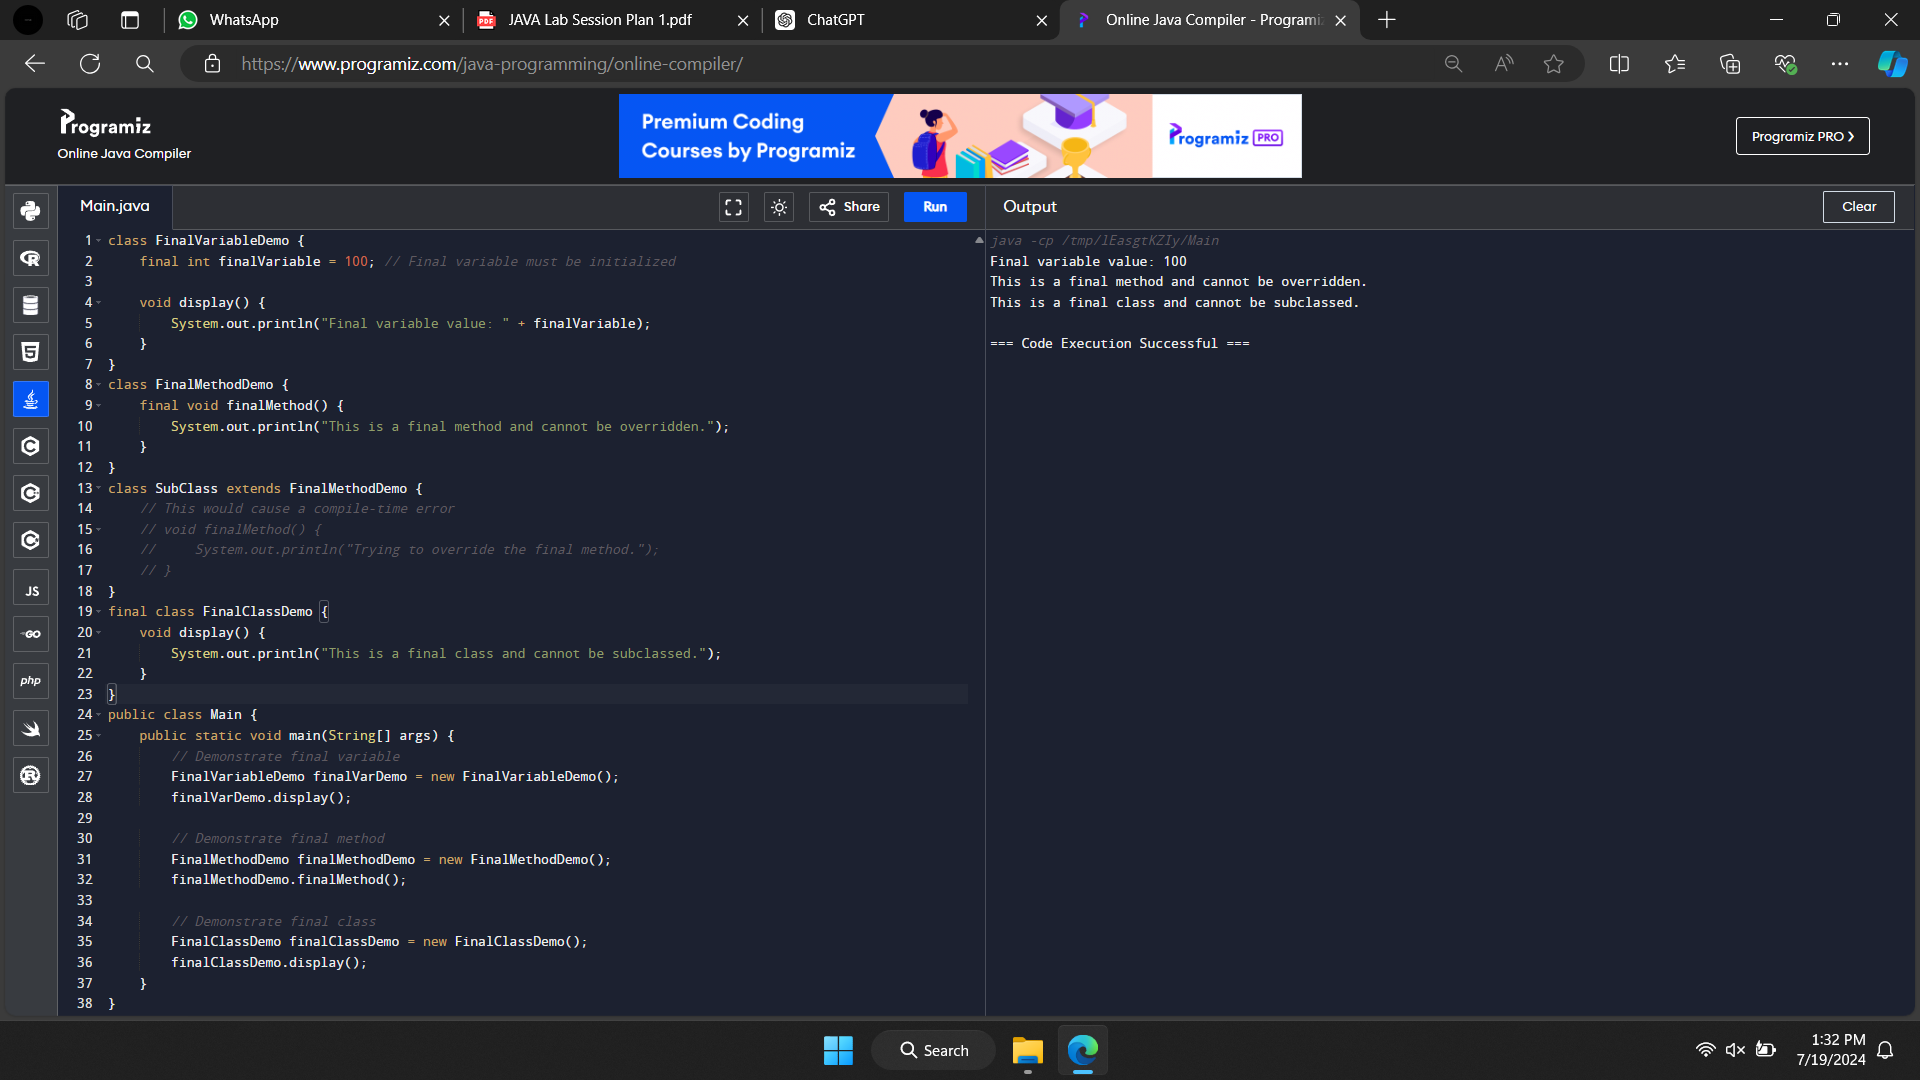 WhatsApp
JAVA Lab Session Plan 1.pdf
ChatGPT
Online Java Compiler - Programiz
https://www.programiz.com/java-programming/online-compiler/
Programiz
Online Java Compiler
Premium Coding
Courses by Programiz
Programiz PRO
Programiz PRO
Main.java
Share
Run
Output
Clear
1 class FinalVariableDemo {
2     final int finalVariable = 100; // Final variable must be initialized
3
4     void display() {
5         System.out.println("Final variable value: " + finalVariable);
6     }
7 }
8 class FinalMethodDemo {
9     final void finalMethod() {
10         System.out.println("This is a final method and cannot be overridden.");
11     }
12 }
13 class SubClass extends FinalMethodDemo {
14     // This would cause a compile-time error
15     // void finalMethod() {
16     //     System.out.println("Trying to override the final method.");
17     // }
18 }
19 final class FinalClassDemo {
20     void display() {
21         System.out.println("This is a final class and cannot be subclassed.");
22     }
23 }
24 public class Main {
25     public static void main(String[] args) {
26         // Demonstrate final variable
27         FinalVariableDemo finalVarDemo = new FinalVariableDemo();
28         finalVarDemo.display();
29
30         // Demonstrate final method
31         FinalMethodDemo finalMethodDemo = new FinalMethodDemo();
32         finalMethodDemo.finalMethod();
33
34         // Demonstrate final class
35         FinalClassDemo finalClassDemo = new FinalClassDemo();
36         finalClassDemo.display();
37     }
38 }
java -cp /tmp/lEasgtKZIy/Main
Final variable value: 100
This is a final method and cannot be overridden.
This is a final class and cannot be subclassed.
=== Code Execution Successful ===
JS
GO
php
Search
1:32 PM
7/19/2024